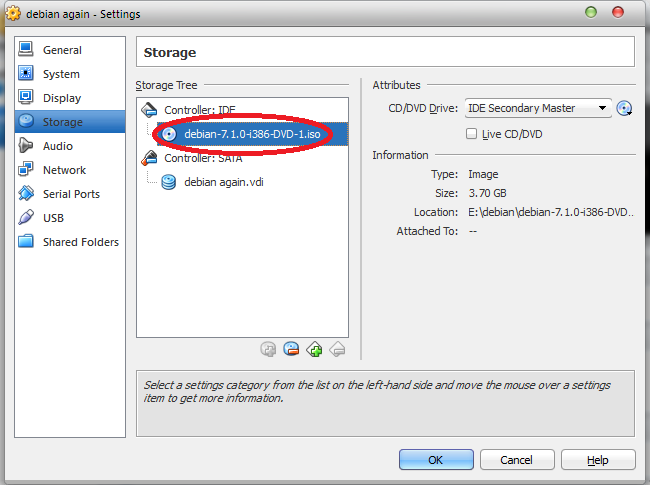 debian again - Settings
General
System
Display
Storage
Audio
Network
Serial Ports
USB
Shared Folders
Storage
Storage Tree
Controller: IDE
debian-7.1.0-i386-DVD-1.iso
Controller: SATA
debian again.vdi
Attributes
CD/DVD Drive: IDE Secondary Master
Live CD/DVD
Information
Type: Image
Size: 3.70 GB
Location: E:\debian\debian-7.1.0-i386-DVD..
Attached To: --
Select a settings category from the list on the left-hand side and move the mouse over a settings
item to get more information.
OK Cancel Help